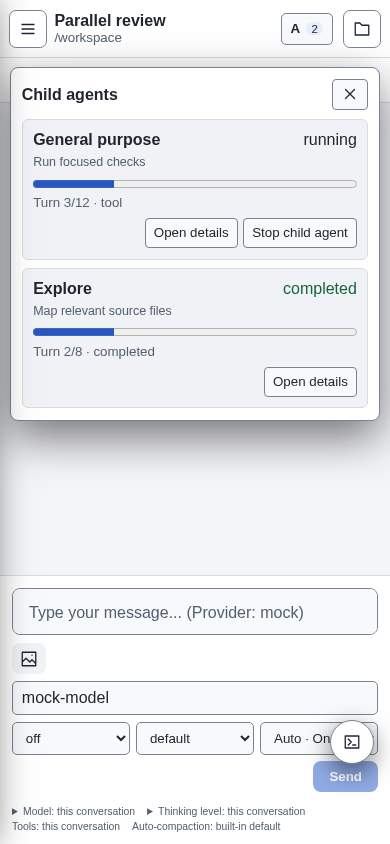 Parallel review
/workspace
A 2
Child agents
General purpose running
Run focused checks
Turn 3/12 · tool
Open details Stop child agent
Explore completed
Map relevant source files
Turn 2/8 · completed
Open details
Type your message... (Provider: mock)
mock-model
off default Auto · On
Send
Model: this conversation Thinking level: this conversation
Tools: this conversation Auto-compaction: built-in default